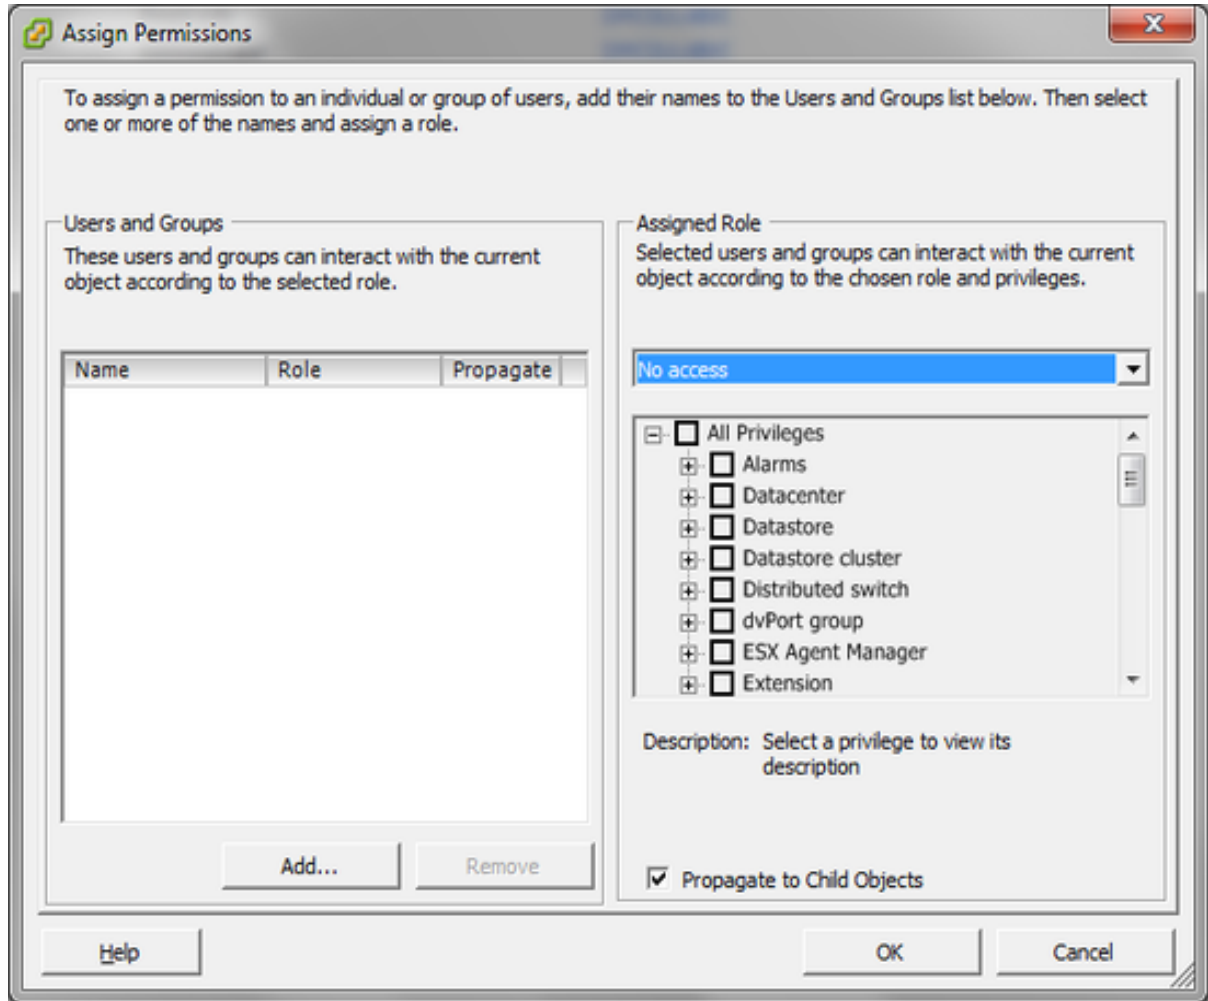 Assign Permissions
To assign a permission to an individual or group of users, add their names to the Users and Groups list below. Then select
one or more of the names and assign a role.
Users and Groups
These users and groups can interact with the current
object according to the selected role.
Name Role Propagate
Add... Remove
Assigned Role
Selected users and groups can interact with the current
object according to the chosen role and privileges.
No access
All Privileges
Alarms
Datacenter
Datastore
Datastore cluster
Distributed switch
dvPort group
ESX Agent Manager
Extension
Description: Select a privilege to view its
description
Propagate to Child Objects
Help OK Cancel